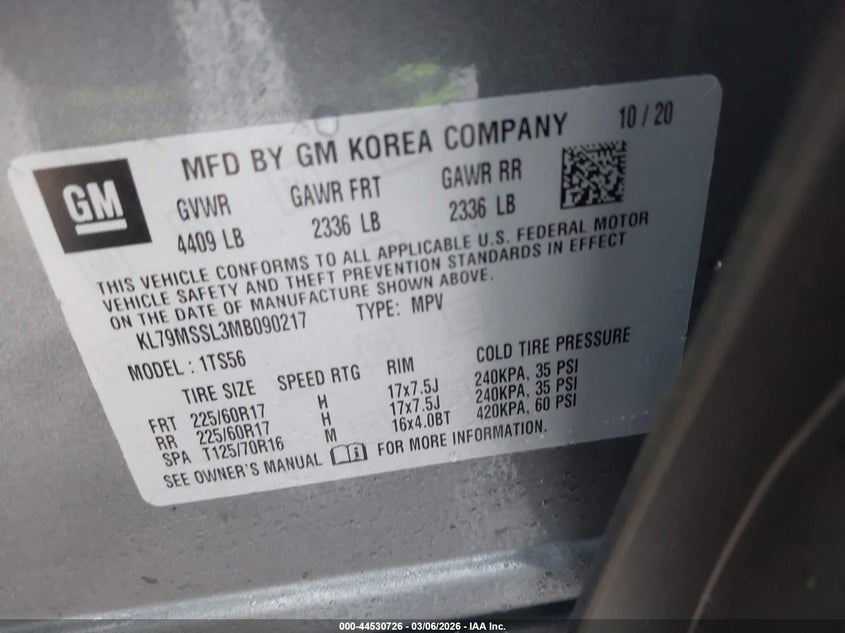 GM
MFD BY GM KOREA COMPANY 10 / 20
GVWR GAWR FRT GAWR RR
4409 LB 2336 LB 2336 LB
THIS VEHICLE CONFORMS TO ALL APPLICABLE U.S. FEDERAL MOTOR
VEHICLE SAFETY AND THEFT PREVENTION STANDARDS IN EFFECT
ON THE DATE OF MANUFACTURE SHOWN ABOVE.
KL79MSSL3MB090217 TYPE: MPV
MODEL : 1TS56
TIRE SIZE SPEED RTG RIM COLD TIRE PRESSURE
FRT 225/60R17 H 17x7.5J 240KPA, 35 PSI
RR 225/60R17 H 17x7.5J 240KPA, 35 PSI
SPA T125/70R16 M 16x4.0BT 420KPA, 60 PSI
SEE OWNER'S MANUAL FOR MORE INFORMATION.
000-44530726 - 03/06/2026 - IAA Inc.